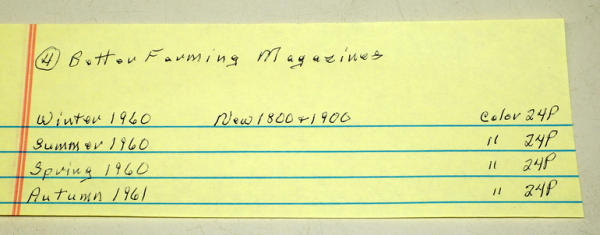 ④ Better Farming Magazines
Winter 1960 New 1800 & 1900 Color 24P
Summer 1960 " 24P
Spring 1960 " 24P
Autumn 1961 " 24P